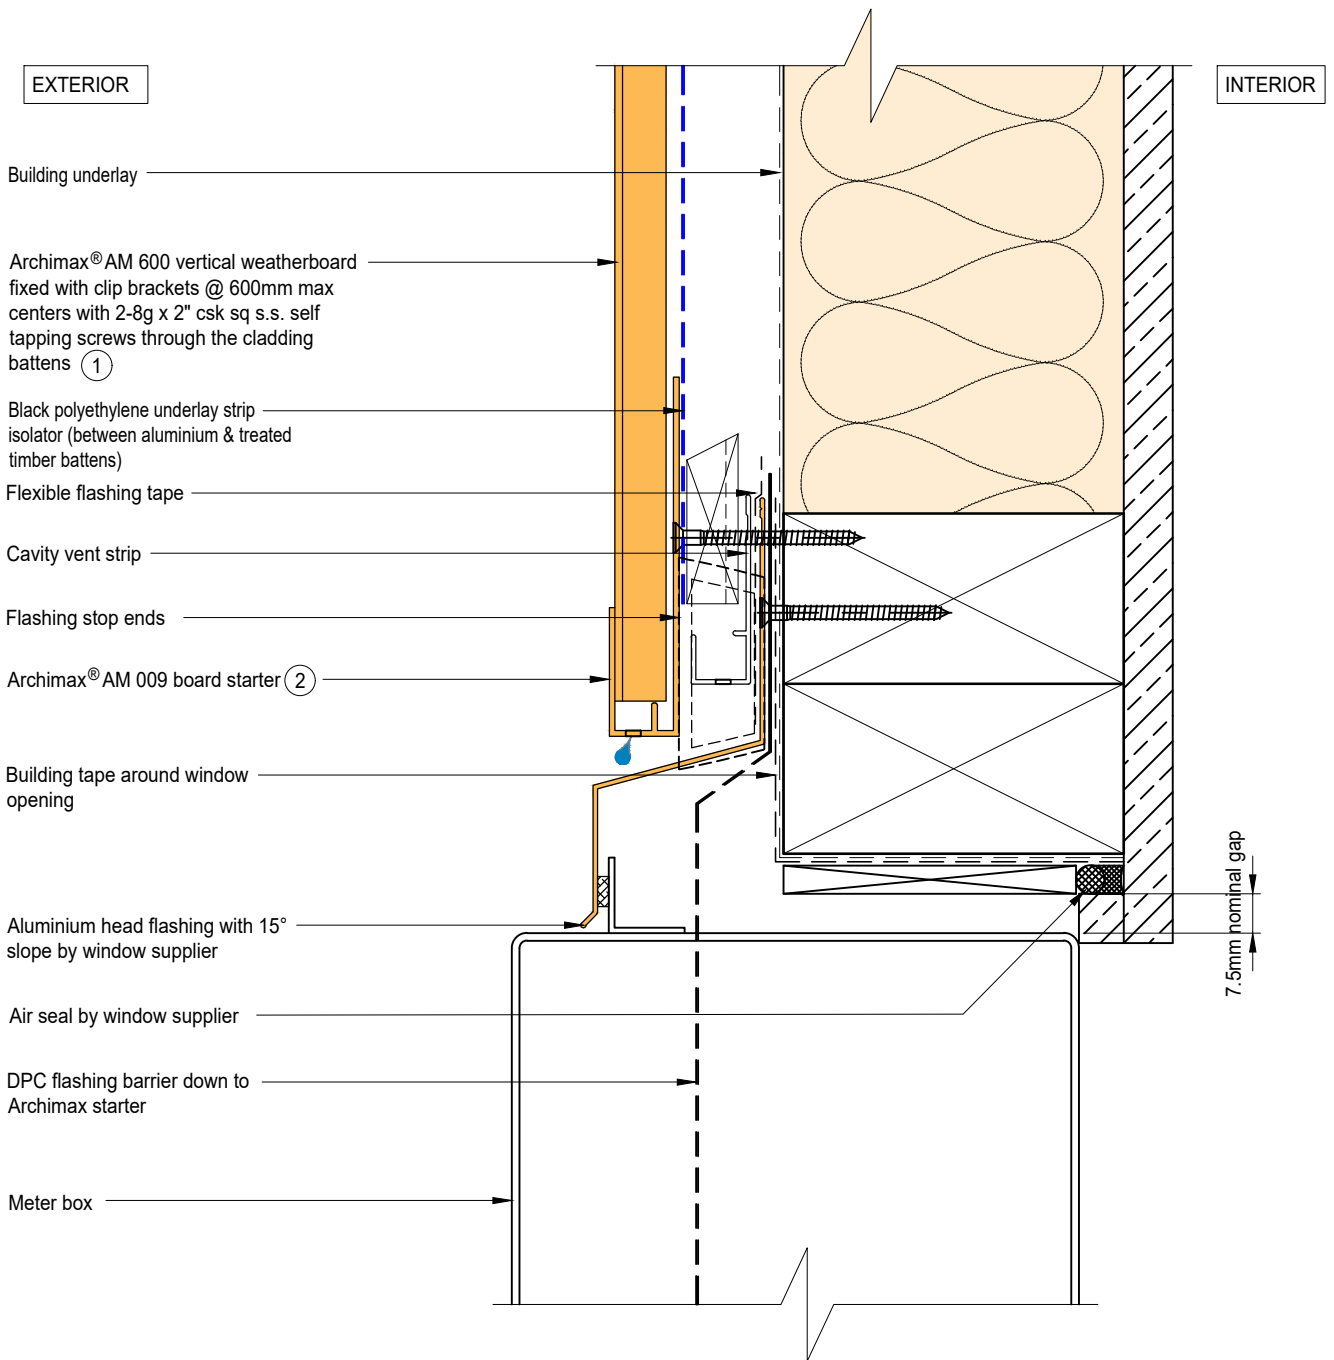 EXTERIOR
INTERIOR
Building underlay
Archimax® AM 600 vertical weatherboard
fixed with clip brackets @ 600mm max
centers with 2-8g x 2" csk sq s.s. self
tapping screws through the cladding
battens 1
Black polyethylene underlay strip
isolator (between aluminium & treated
timber battens)
Flexible flashing tape
Cavity vent strip
Flashing stop ends
Archimax® AM 009 board starter 2
Building tape around window
opening
7.5mm nominal gap
Aluminium head flashing with 15°
slope by window supplier
Air seal by window supplier
DPC flashing barrier down to
Archimax starter
Meter box